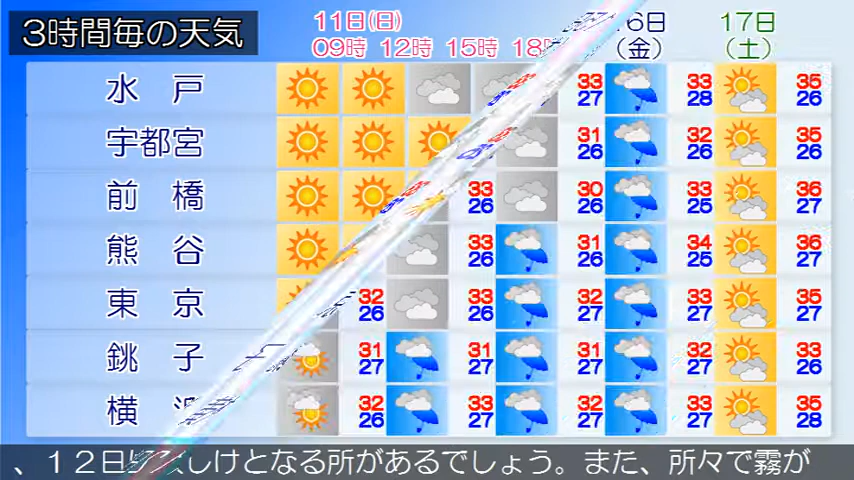 3時間毎の天気
11日(日)
09時 12時 15時 18時
6日 (金)
17日 (土)
水戸 33 27 33 28 35 26
宇都宮 31 26 32 26 35 26
前橋 33 26 30 26 33 25 36 27
熊谷 33 26 31 26 34 25 36 27
東京 32 26 33 26 32 27 33 27 35 27
銚子 31 27 31 27 31 27 32 27 33 26
横 32 26 33 27 32 27 33 27 35 28
、１２日 しけとなる所があるでしょう。また、所々で霧が